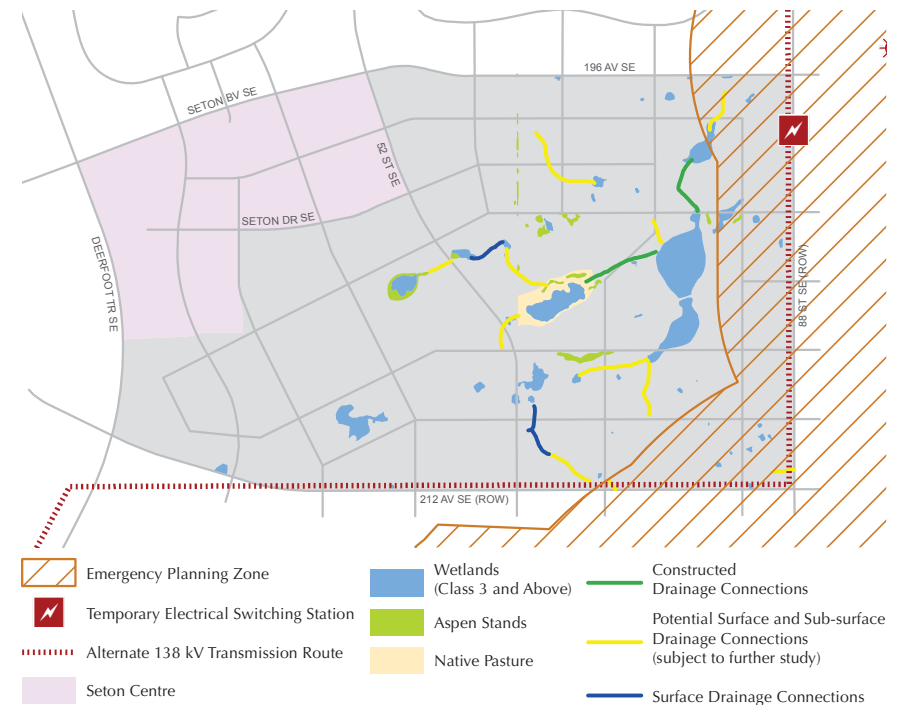 196 AV SE
SETON BV SE
52 ST SE
SETON DR SE
DEERFOOT TR SE
88 ST SE (ROW)
212 AV SE (ROW)
Emergency Planning Zone
Temporary Electrical Switching Station
Alternate 138 kV Transmission Route
Seton Centre
Wetlands
(Class 3 and Above)
Aspen Stands
Native Pasture
Constructed
Drainage Connections
Potential Surface and Sub-surface
Drainage Connections
(subject to further study)
Surface Drainage Connections